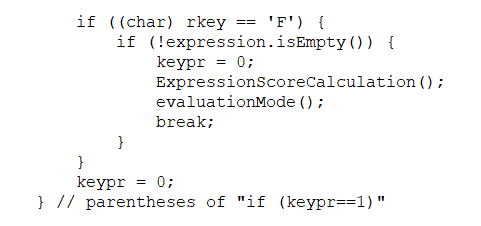 if ((char) rkey == 'F') {
if (!expression.isEmpty()) {
keypr = 0;
ExpressionScoreCalculation();
evaluationMode();
break;
}
}
keypr = 0;
} // parentheses of "if (keypr==1)"